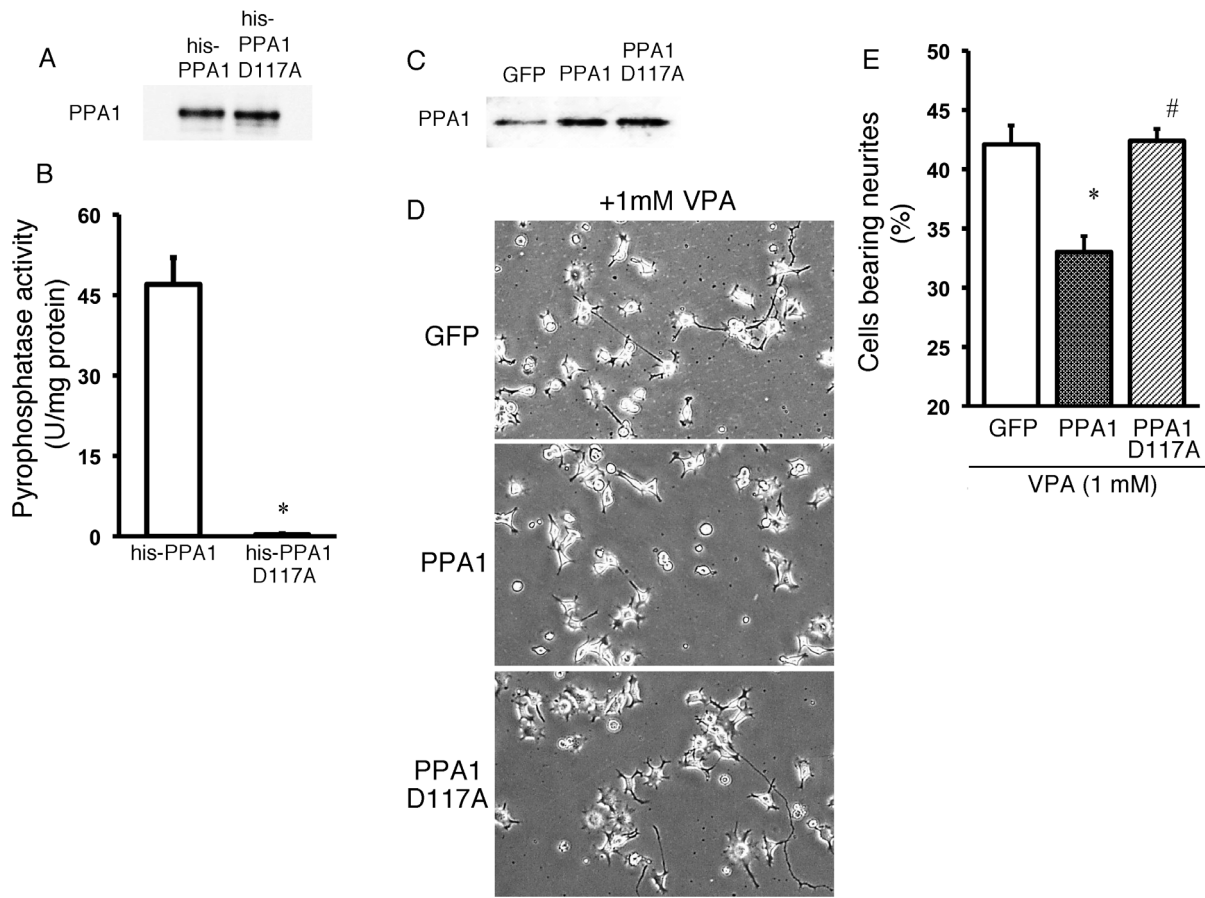 A
his-
PPA1
his-
PPA1
D117A
PPA1
B
Pyrophosphatase activity
(U/mg protein)
60
45
30
15
0
*
his-PPA1
his-PPA1
D117A
C
GFP
PPA1
PPA1
D117A
PPA1
D
+1mM VPA
GFP
PPA1
PPA1
D117A
E
Cells bearing neurites
(%)
50
45
40
35
30
25
20
*
#
GFP
PPA1
PPA1
D117A
VPA (1 mM)